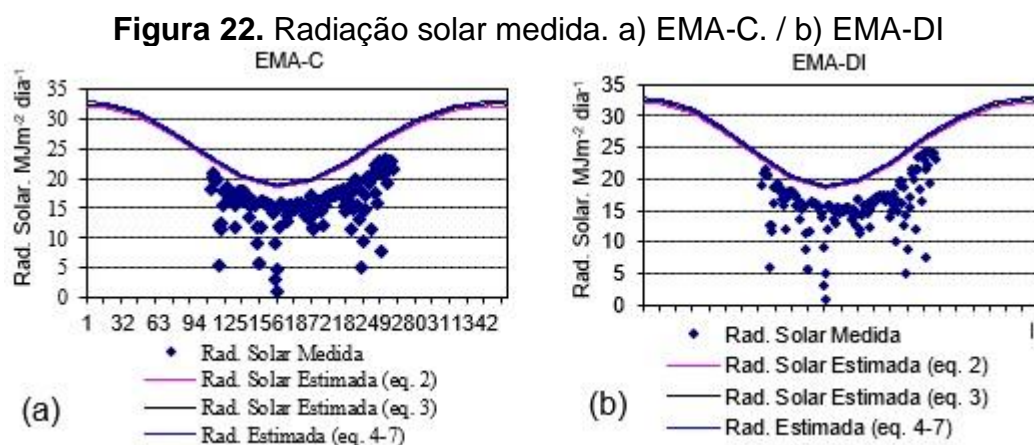 Figura 22. Radiação solar medida. a) EMA-C. / b) EMA-DI
EMA-C
Rad. Solar. MJm-2 dia-1
35
30
25
20
15
10
5
0
1 32 63 94 125156187218249280311342
Rad. Solar Medida
Rad. Solar Estimada (eq. 2)
Rad. Solar Estimada (eq. 3)
Rad. Estimada (eq. 4-7)
(a)
EMA-DI
Rad. Solar. MJm-2 dia-1
35
30
25
20
15
10
5
0
Rad. Solar Medida
Rad. Solar Estimada (eq. 2)
Rad. Solar Estimada (eq. 3)
Rad. Estimada (eq. 4-7)
(b)